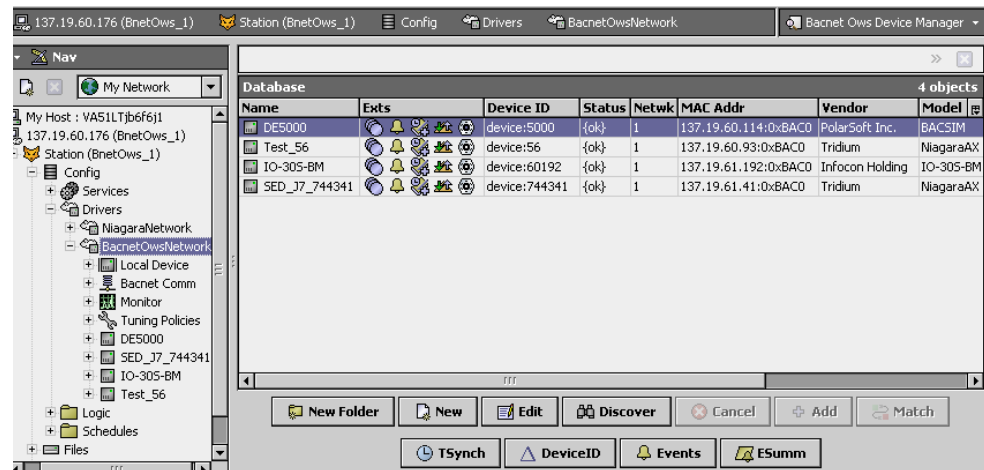 137.19.60.176 (BnetOws_1) Station (BnetOws_1) Config Drivers BacnetOwsNetwork Bacnet Ows Device Manager
Nav
My Network
My Host : VA51LTjb6f6j1
137.19.60.176 (BnetOws_1)
Station (BnetOws_1)
Config
Services
Drivers
NiagaraNetwork
BacnetOwsNetwork
Local Device
Bacnet Comm
Monitor
Tuning Policies
DE5000
SED_J7_744341
IO-305-BM
Test_56
Logic
Schedules
Files
Database 4 objects
Name Exts Device ID Status Netwk MAC Addr Vendor Model
DE5000 device:5000 {ok} 1 137.19.60.114:0xBAC0 PolarSoft Inc. BACSIM
Test_56 device:56 {ok} 1 137.19.60.93:0xBAC0 Tridium NiagaraAX
IO-305-BM device:60192 {ok} 1 137.19.61.192:0xBAC0 Infocon Holding IO-305-BM
SED_J7_744341 device:744341 {ok} 1 137.19.61.41:0xBAC0 Tridium NiagaraAX
New Folder New Edit Discover Cancel Add Match
TSynch DeviceID Events ESumm